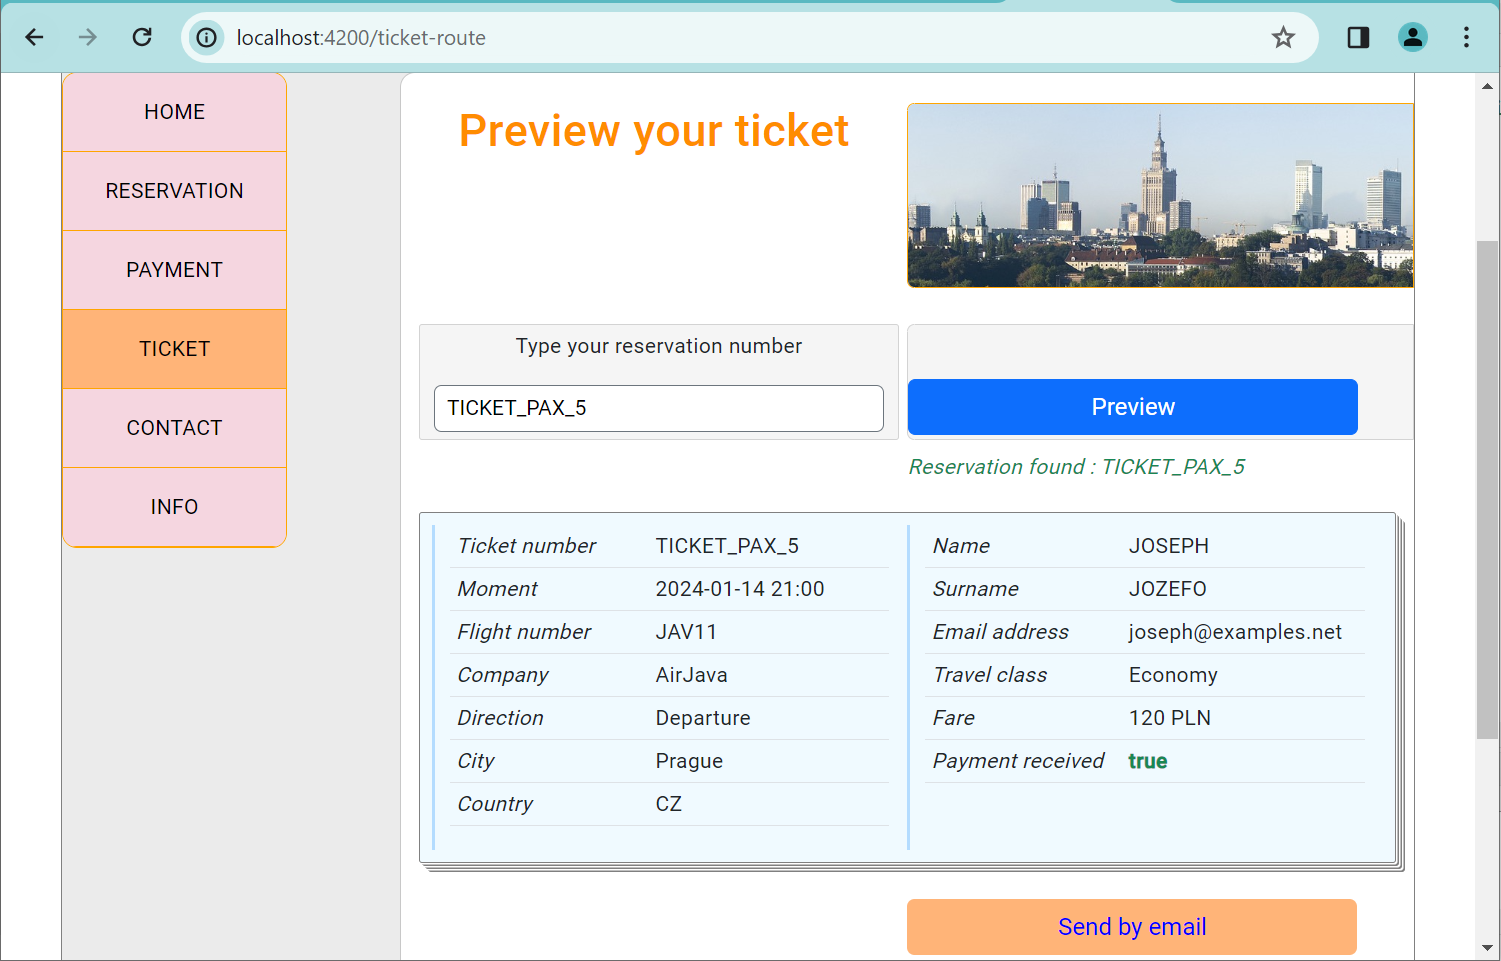 localhost:4200/ticket-route
HOME
RESERVATION
PAYMENT
TICKET
CONTACT
INFO
Preview your ticket
Type your reservation number
TICKET_PAX_5
Preview
Reservation found : TICKET_PAX_5
Ticket number TICKET_PAX_5
Moment 2024-01-14 21:00
Flight number JAV11
Company AirJava
Direction Departure
City Prague
Country CZ
Name JOSEPH
Surname JOZEFO
Email address joseph@examples.net
Travel class Economy
Fare 120 PLN
Payment received true
Send by email